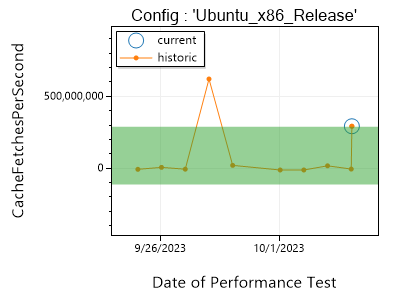 Config : 'Ubuntu_x86_Release'
current
historic
CacheFetchesPerSecond
500,000,000
0
9/26/2023
10/1/2023
Date of Performance Test